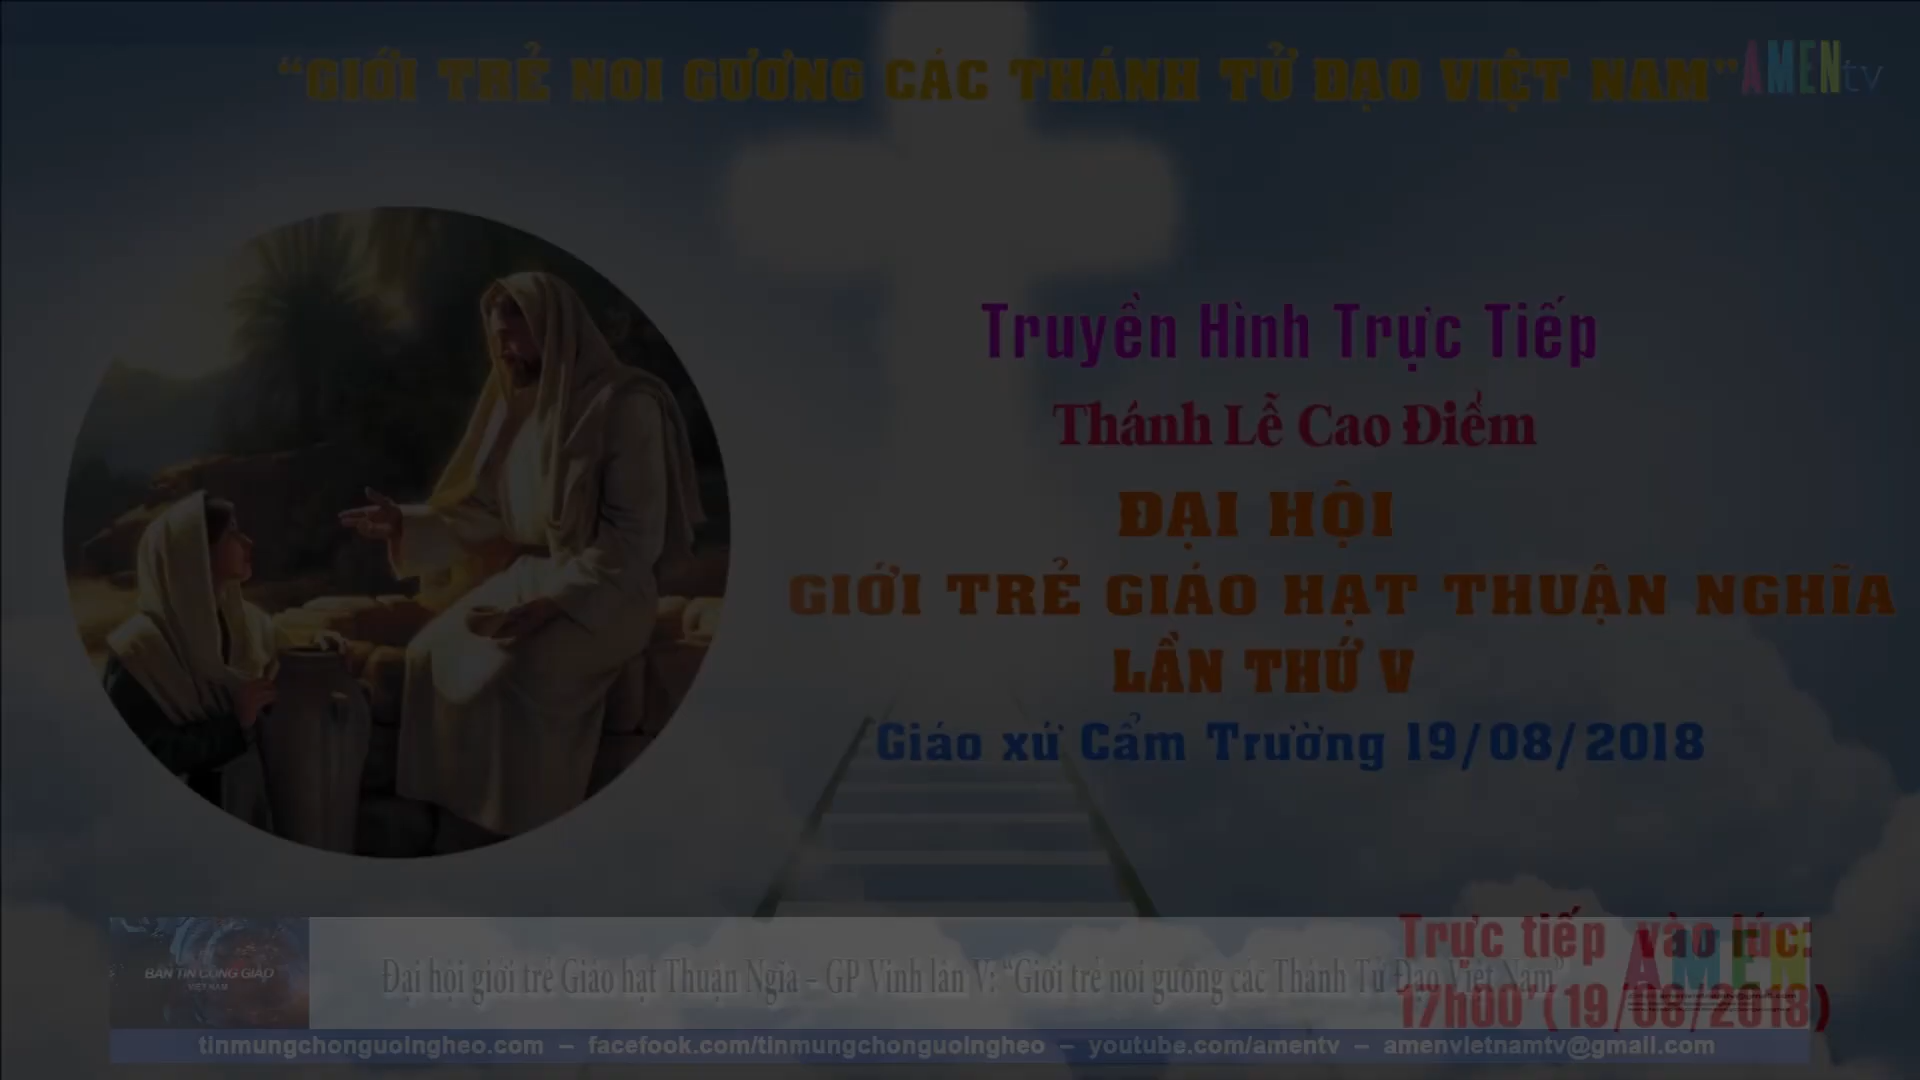 “GIỚI TRẺ NOI GƯƠNG CÁC THÁNH TỬ ĐẠO VIỆT NAM”
AMENtv
Truyền Hình Trực Tiếp
Thánh Lễ Cao Điểm
ĐẠI HỘI
GIỚI TRẺ GIÁO HẠT THUẬN NGHĨA
LẦN THỨ V
Giáo xứ Cẩm Trường 19/08/2018
Trực tiếp vào lúc:
17h00’(19/08/2018)
AMEN
BẢN TIN CÔNG GIÁO
VIỆT NAM
Đại hội giới trẻ Giáo hạt Thuận Ngĩa – GP Vinh lần V: “Giới trẻ noi gương các Thánh Tử Đạo Việt Nam”
tinmungchonguoingheo.com – facefook.com/tinmungchonguoingheo – youtube.com/amentv – amenvietnamtv@gmail.com